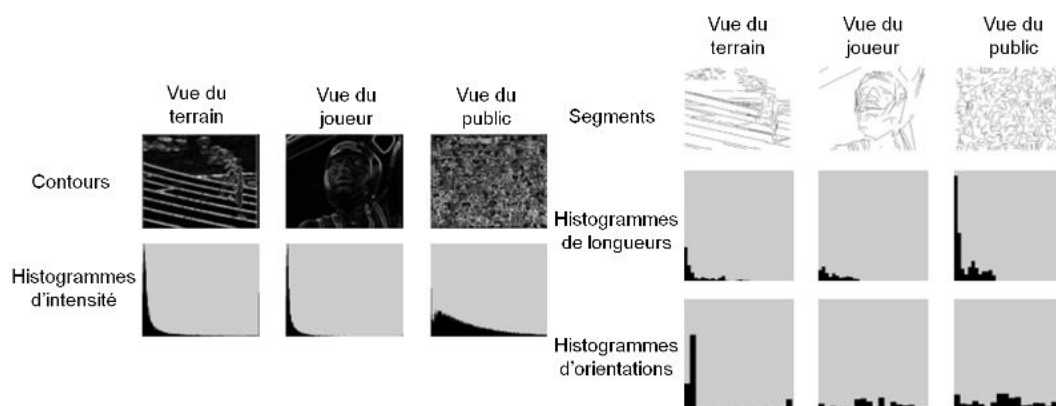 Vue du
terrain
Vue du
joueur
Vue du
public
Contours
Histogrammes
d'intensité
Vue du
terrain
Vue du
joueur
Vue du
public
Segments
Histogrammes
de longueurs
Histogrammes
d'orientations